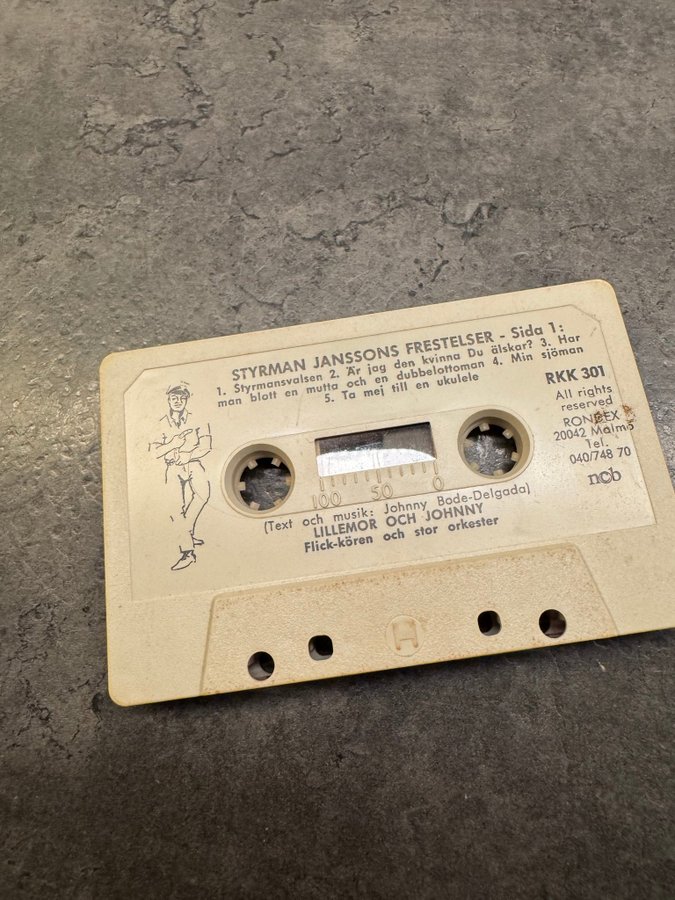 STYRMAN JANSSONS FRESTELSER - Sida 1:
1. Styrmansvalsen 2. Är jag den kvinna Du älskar? 3. Har
man blott en mutta och en dubbelottoman 4. Min sjöman
5. Ta mej till en ukulele
RKK 301
All rights
reserved
RONDEX
20042 Malmö
Tel.
040/748 70
ncb
100 50 0
(Text och musik: Johnny Bode-Delgada)
LILLEMOR OCH JOHNNY
Flick-kören och stor orkester
H